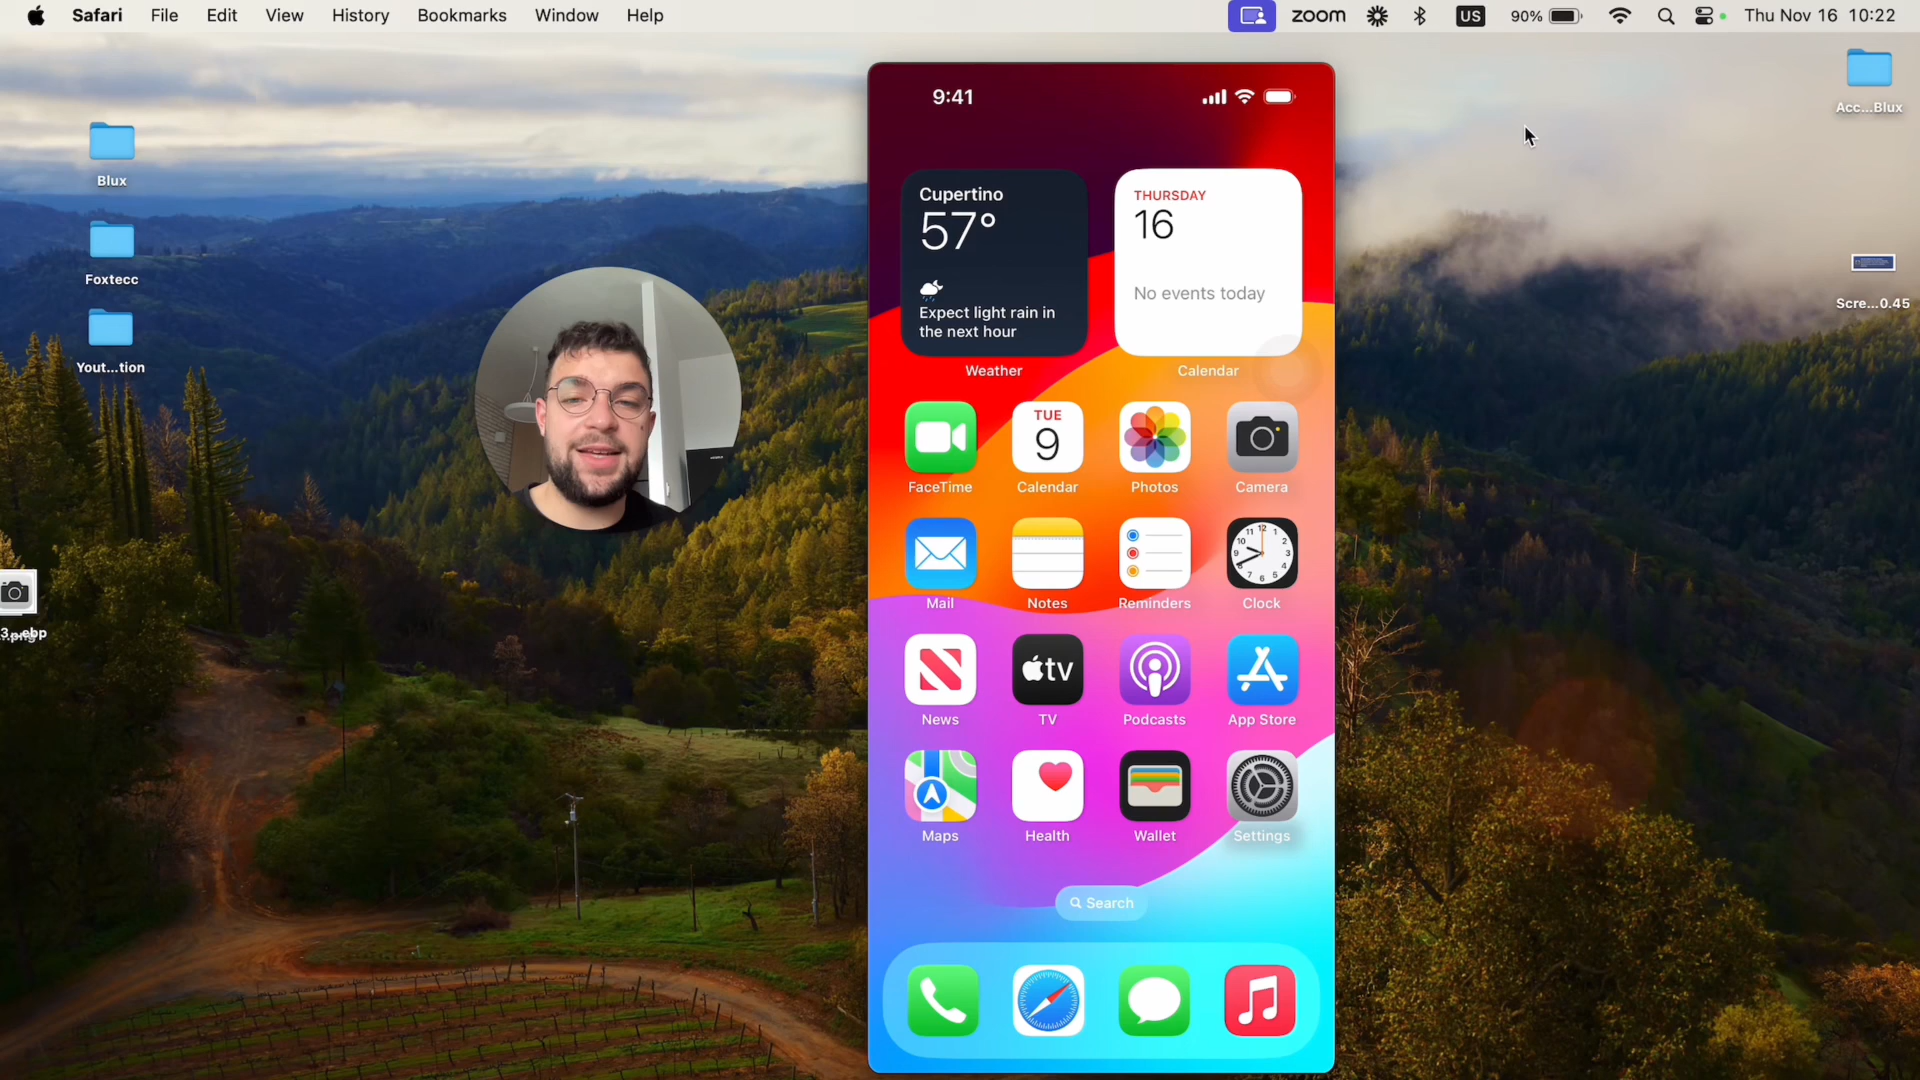 Safari File Edit View History Bookmarks Window Help zoom US 90% Thu Nov 16 10:22
Acc...Blux
Blux
Foxtecc
Yout...tion
Scre...0.45
9:41
Cupertino
57°
Expect light rain in
the next hour
Weather
THURSDAY
16
No events today
Calendar
TUE
9
FaceTime Calendar Photos Camera
Mail Notes Reminders Clock
tv
News TV Podcasts App Store
Maps Health Wallet Settings
Search